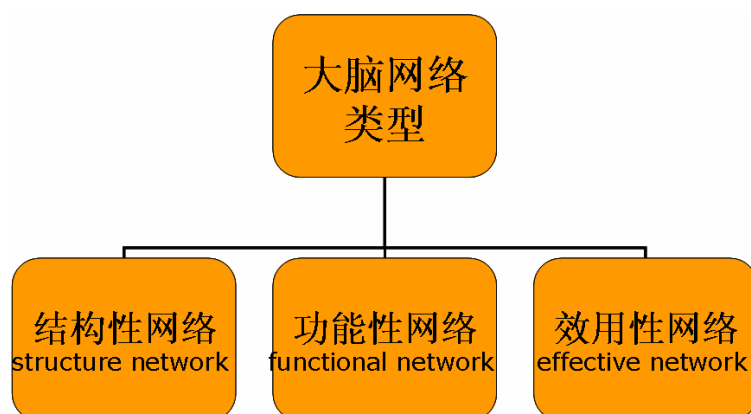 大脑网络
类型
结构性网络
structure network
功能性网络
functional network
效用性网络
effective network